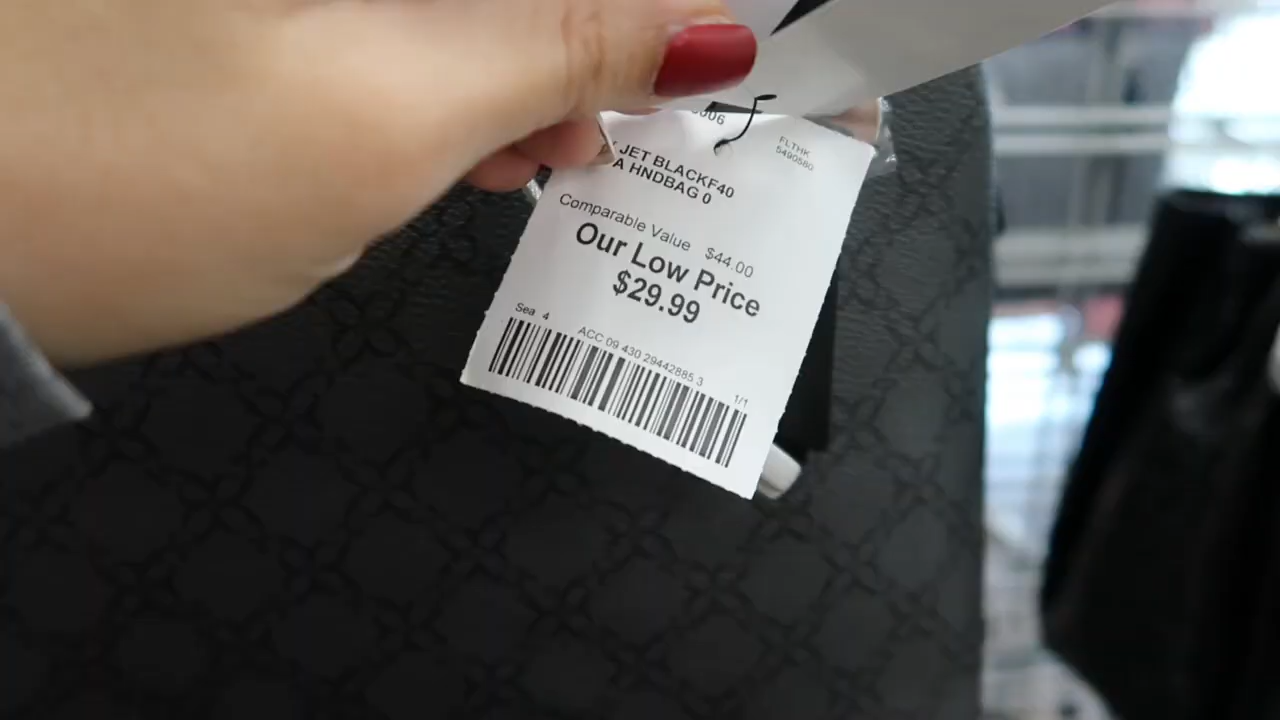 JET BLACKF40
A HNDBAG 0
FLTHK
5490580
Comparable Value $44.00
Our Low Price
$29.99
Sea 4
ACC 09 430 29442885 3
1/1